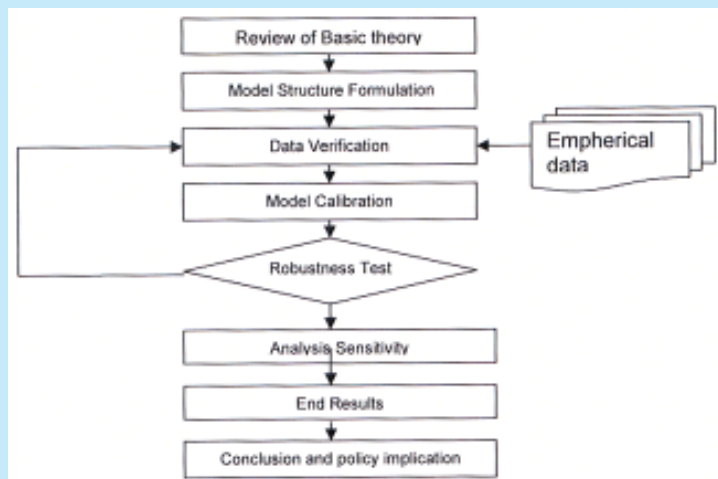 Review of Basic theory
Model Structure Formulation
Data Verification
Empherical
data
Model Calibration
Robustness Test
Analysis Sensitivity
End Results
Conclusion and policy implication